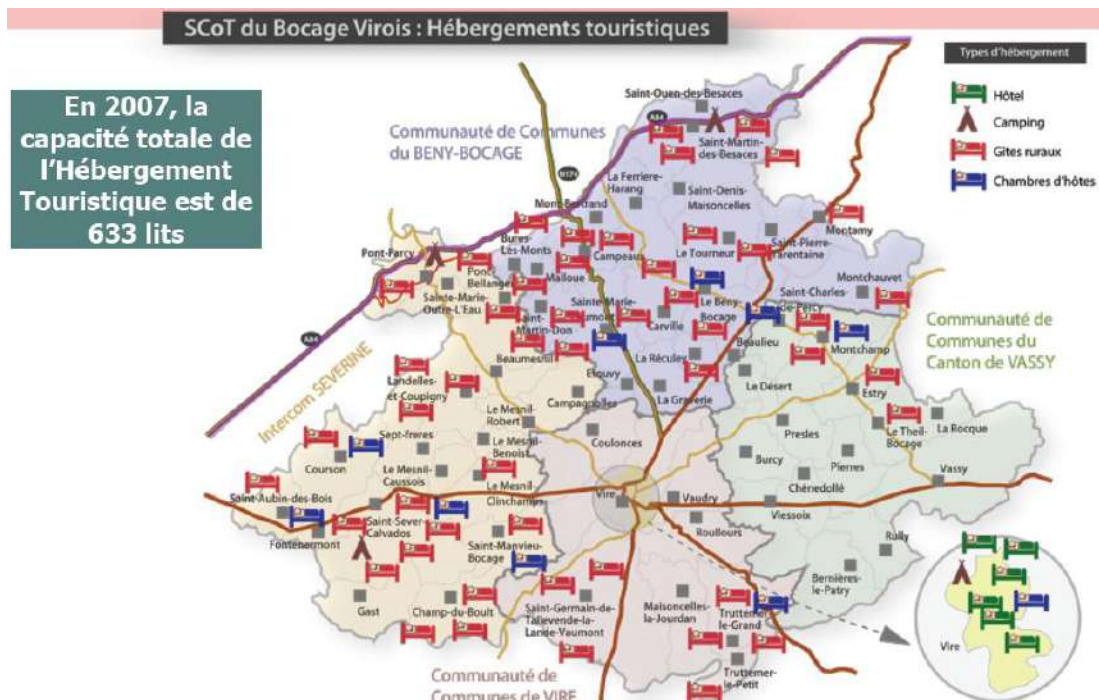 SCoT du Bocage Virois : Hébergements touristiques
En 2007, la
capacité totale de
l'Hébergement
Touristique est de
633 lits
Types d'hébergement
Hôtel
Camping
Gîtes ruraux
Chambres d'hôtes
Communauté de Communes
du BENY-BOCAGE
Saint-Ouen-des-Besaces
A84
Saint-Martin-
des-Besaces
N174
La Ferriere-
Harang
Saint-Denis-
Maisoncelles
Mont-Bertrand
Montamy
Bures-
Les-Monts
Campeaux
Le Tourneur
Saint-Pierre-
Tarentaine
Pont-Farcy
Pont-
Bellanger
Malloue
Montchauvet
Sainte-Marie-
Outre-L'Eau
Saint-Charles-
de-Percy
Sainte-Marie-
Le Bény-
Bocage
Saint-
Martin-Don
Carville
Communauté de
Communes du
Canton de VASSY
A84
Beaulieu
Montchamp
Beaumesnil
La Réculey
Intercom SEVERINE
Etouvy
Le Désert
Landelles-
et-Coupigny
Campagnolles
La Graverie
Estry
Le Mesnil-
Robert
Le Theil-
Bocage
La Rocque
Sept-freres
Le Mesnil-
Benoist
Coulonces
Presles
Courson
Burcy
Pierres
Le Mesnil-
Caussois
Vassy
Le Mesnil-
Clinchamps
Chênedollé
Saint-Aubin-des-Bois
Vire
Vaudry
Viessoix
Saint-Sever-
Calvados
Fontenermont
Roullours
Saint-Manvieu-
Bocage
Rully
Bernières-
le-Patry
Gast
Champ-du-Boult
Saint-Germain-de-
Tallevende-la-
Lande-Vaumont
Maisoncelles-
la-Jourdan
Truttemer-
le-Grand
Vire
Truttemer-
le-Petit
Communauté de
Communes de VIRE